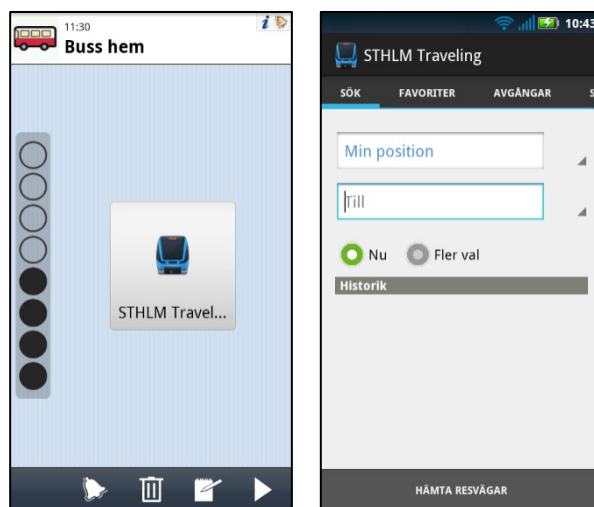 11:30
Buss hem
STHLM Travel...
10:43
STHLM Traveling
SÖK FAVORITER AVGÅNGAR S
Min position
Till
Nu Fler val
Historik
HÄMTA RESVÄGAR